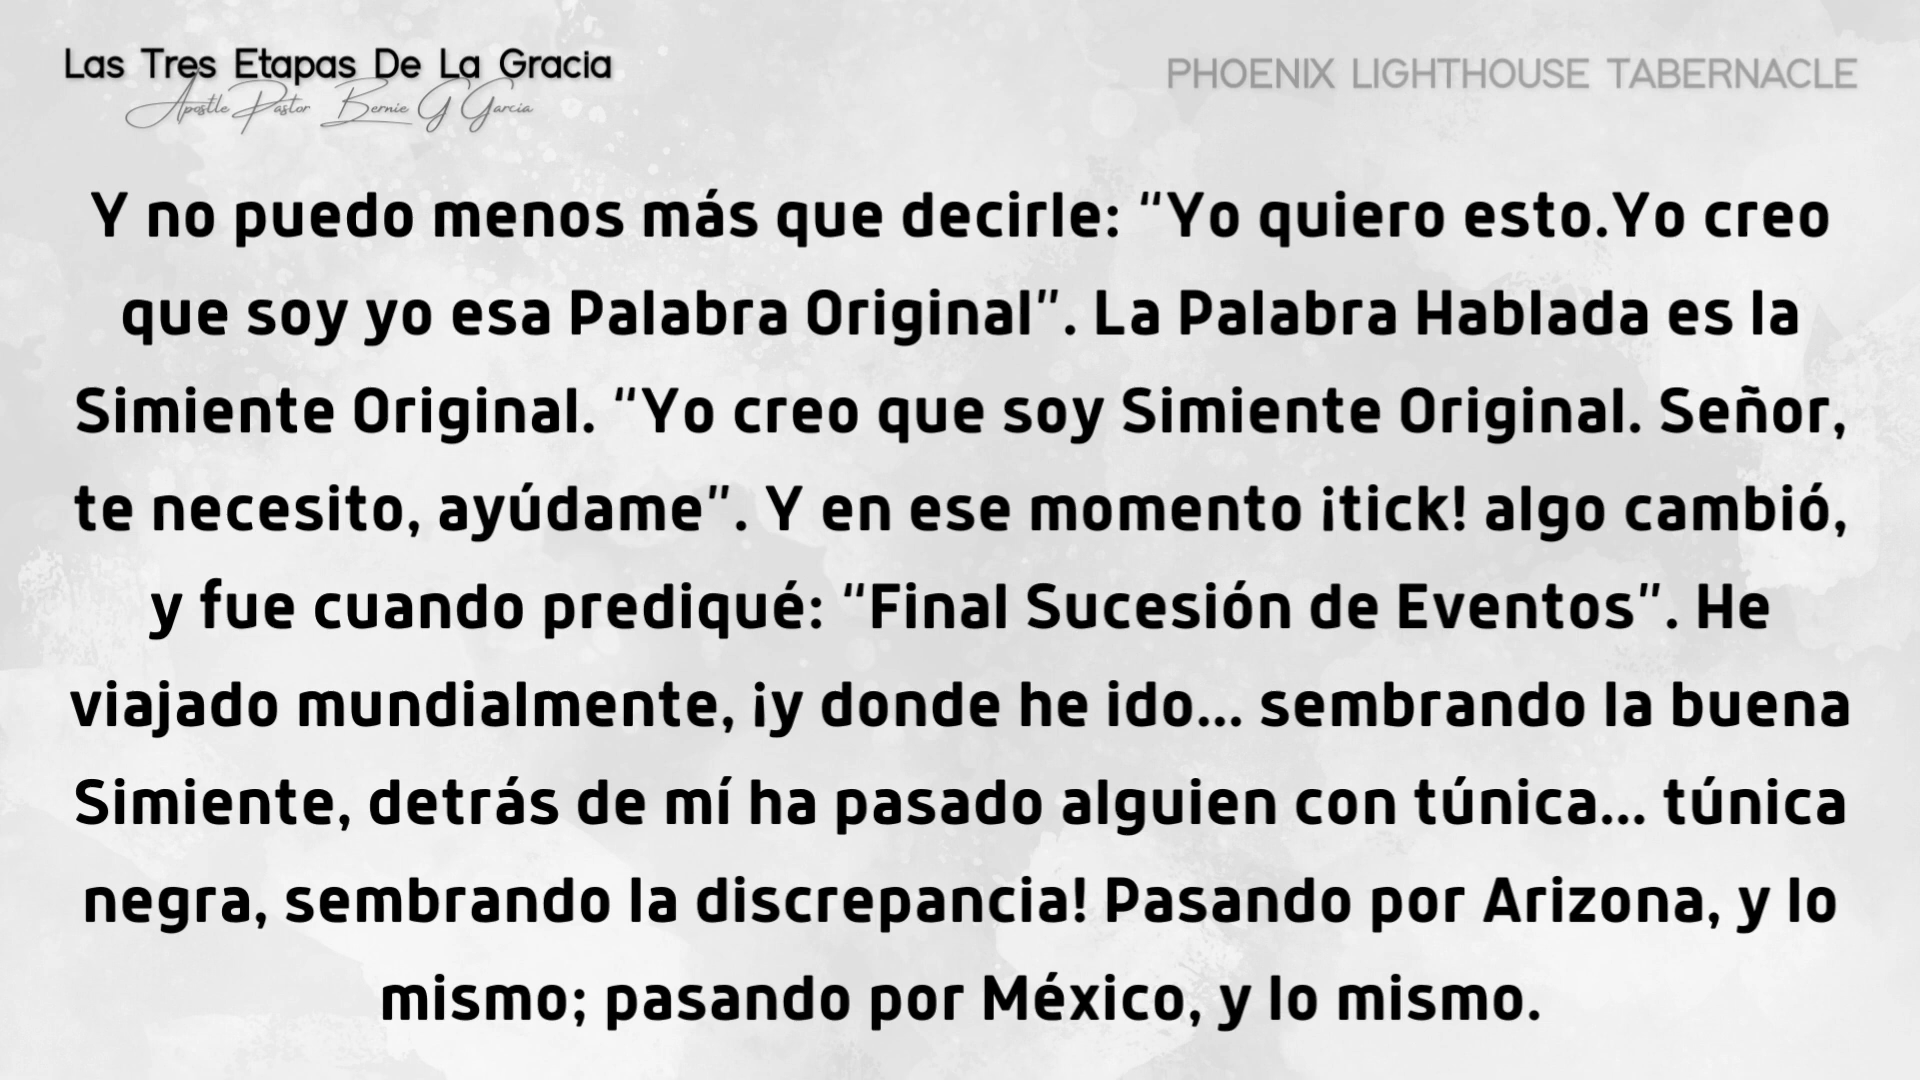 Las Tres Etapas De La Gracia
PHOENIX LIGHTHOUSE TABERNACLE
Apostle Pastor Bernie G Garcia
Y no puedo menos más que decirle: “Yo quiero esto.Yo creo
que soy yo esa Palabra Original”. La Palabra Hablada es la
Simiente Original. “Yo creo que soy Simiente Original. Señor,
te necesito, ayúdame”. Y en ese momento ¡tick! algo cambió,
y fue cuando prediqué: “Final Sucesión de Eventos”. He
viajado mundialmente, ¡y donde he ido... sembrando la buena
Simiente, detrás de mí ha pasado alguien con túnica... túnica
negra, sembrando la discrepancia! Pasando por Arizona, y lo
mismo; pasando por México, y lo mismo.